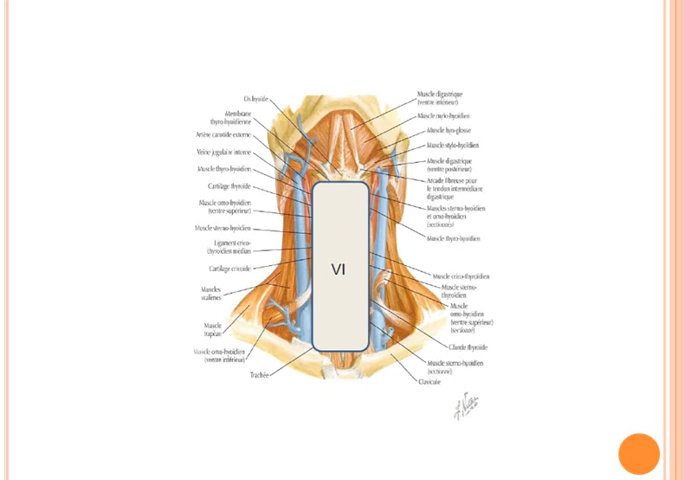 Os hyoïde
Membrane
thyro-hyoïdienne
Artère carotide externe
Veine jugulaire interne
Muscle thyro-hyoïdien
Cartilage thyroïde
Muscle omo-hyoïdien
(ventre supérieur)
Muscle sterno-hyoïdien
Ligament crico-
thyroïdien médian
Cartilage cricoïde
Muscles
scalènes
Muscle
trapèze
Muscle omo-hyoïdien
(ventre inférieur)
Trachée
VI
Muscle digastrique
(ventre antérieur)
Muscle mylo-hyoïdien
Muscle hyo-glosse
Muscle stylo-hyoïdien
Muscle digastrique
(ventre postérieur)
Arcade fibreuse pour
le tendon intermédiaire
digastrique
Muscles sterno-hyoïdien
et omo-hyoïdien
(sectionnés)
Muscle thyro-hyoïdien
Muscle crico-thyroïdien
Muscle sterno-
thyroïdien
Muscle
omo-hyoïdien
(ventre supérieur)
(sectionné)
Glande thyroïde
Muscle sterno-hyoïdien
(sectionné)
Clavicule